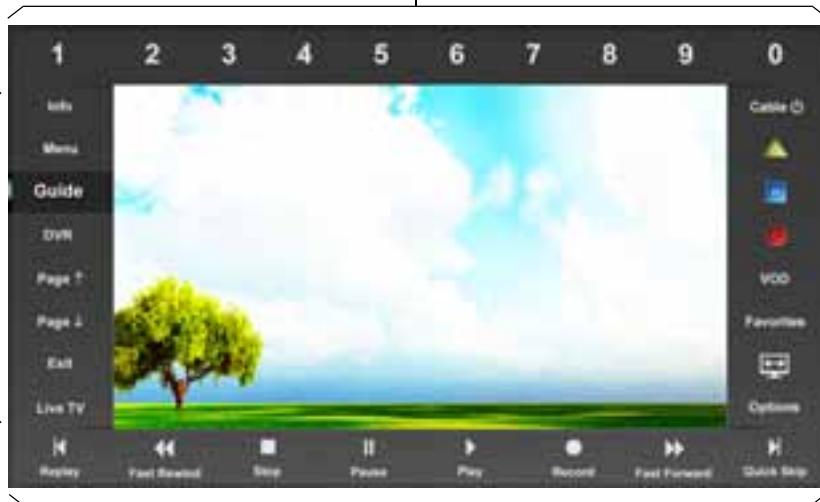 1 2 3 4 5 6 7 8 9 0
Info
Menu
Guide
DVR
Page ↑
Page ↓
Exit
Live TV
Cable
VOD
Favorites
Options
Replay Fast Rewind Stop Pause Play Record Fast Forward Quick Skip